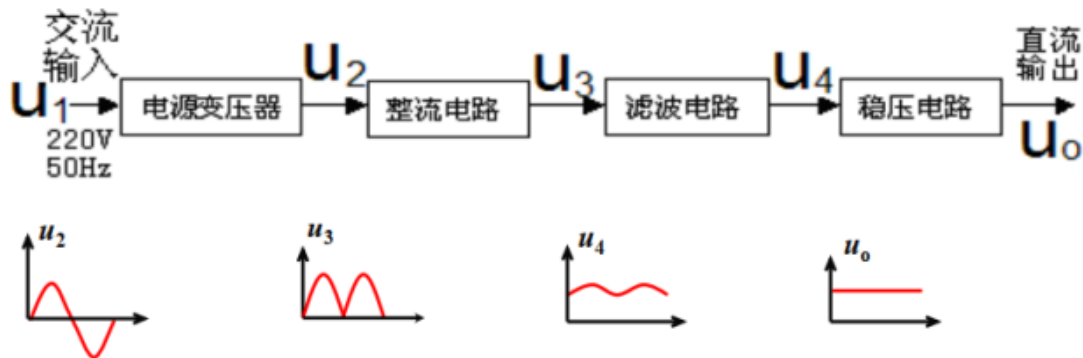 交流
输入
u1
220V
50Hz
电源变压器
u2
整流电路
u3
滤波电路
u4
稳压电路
直流
输出
uo
u2
u3
u4
uo